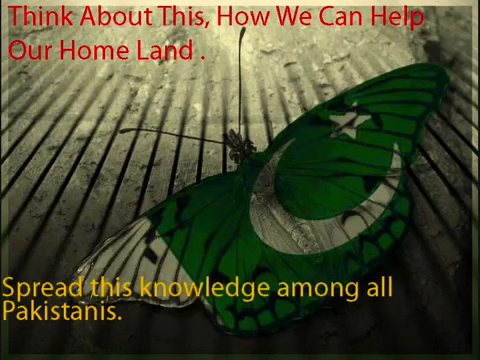 Think About This, How We Can Help
Our Home Land .
Spread this knowledge among all
Pakistanis.